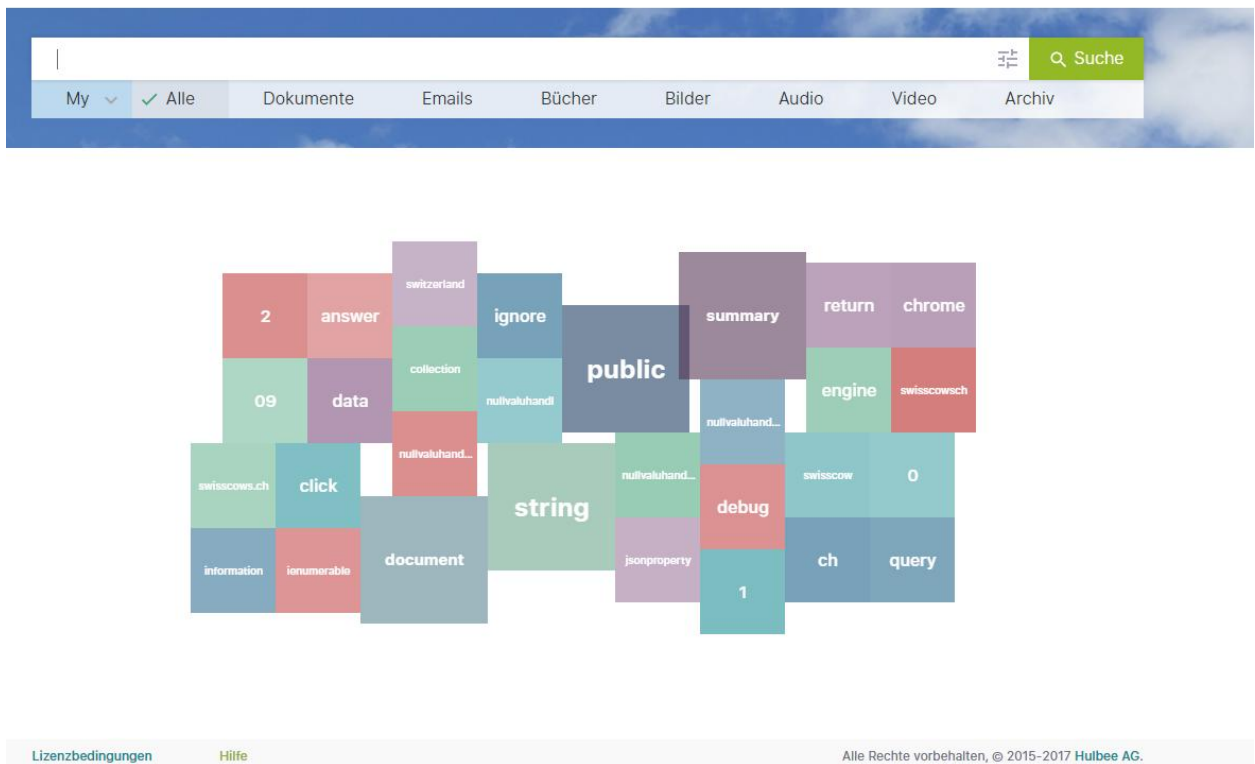 Suche
My Alle Dokumente Emails Bücher Bilder Audio Video Archiv
switzerland
2 answer ignore summary return chrome
collection public
09 data nullvaluhandl engine swisscowsch
nullvaluhand...
nullvaluhand... nullvaluhand... swisscow 0
swisscows.ch click string debug
information ienumerable document jsonproperty ch query
1
Lizenzbedingungen Hilfe Alle Rechte vorbehalten, © 2015-2017 Hulbee AG.